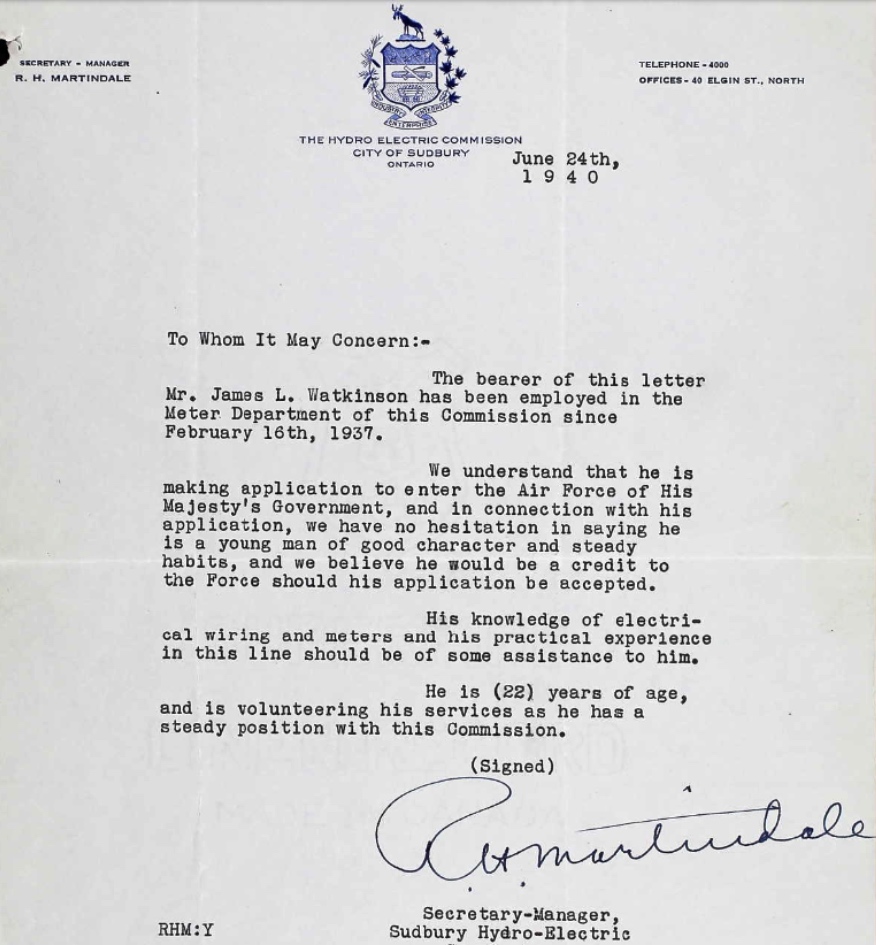 SECRETARY - MANAGER
R. H. MARTINDALE
TELEPHONE - 4000
OFFICES - 40 ELGIN ST., NORTH
INDUSTRY INTEGRITY
ENTERPRISE
THE HYDRO ELECTRIC COMMISSION
CITY OF SUDBURY
ONTARIO
June 24th,
1 9 4 0
To Whom It May Concern:-
The bearer of this letter
Mr. James L. Watkinson has been employed in the
Meter Department of this Commission since
February 16th, 1937.
We understand that he is
making application to enter the Air Force of His
Majesty's Government, and in connection with his
application, we have no hesitation in saying he
is a young man of good character and steady
habits, and we believe he would be a credit to
the Force should his application be accepted.
His knowledge of electri-
cal wiring and meters and his practical experience
in this line should be of some assistance to him.
He is (22) years of age,
and is volunteering his services as he has a
steady position with this Commission.
(Signed)
R H Martindale
Secretary-Manager,
RHM:Y
Sudbury Hydro-Electric